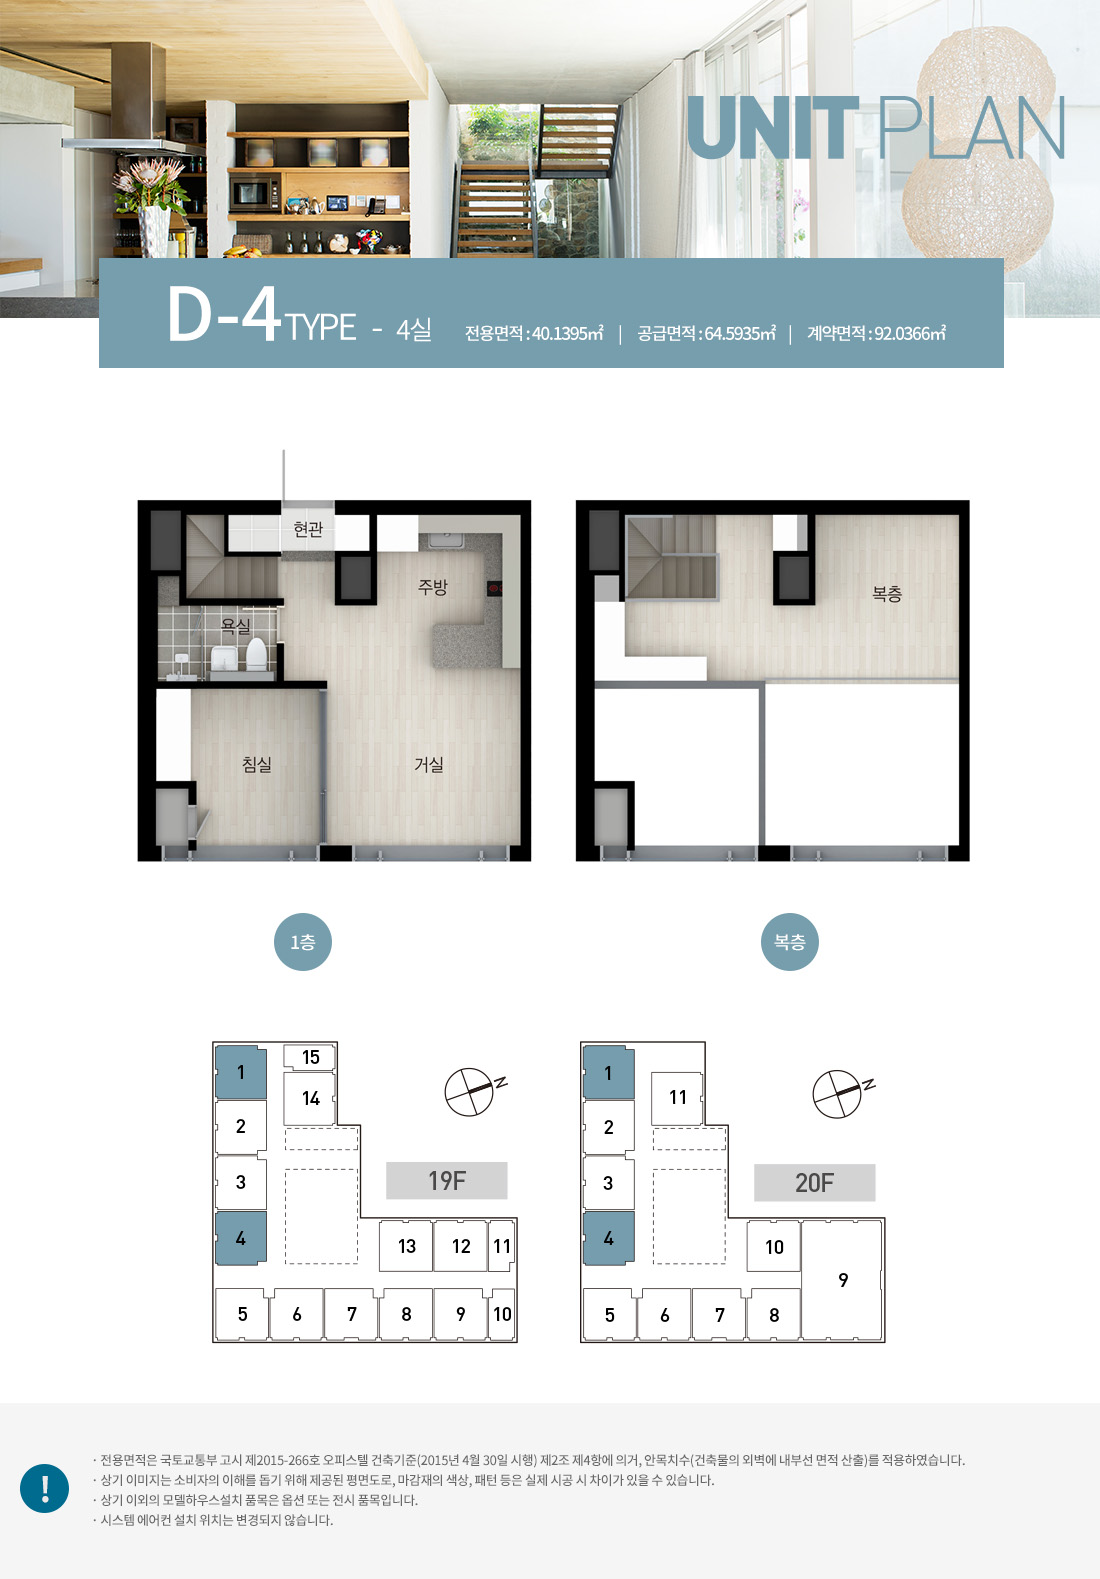 UNIT PLAN
D-4 TYPE - 4실 전용면적 : 40.1395㎡ | 공급면적 : 64.5935㎡ | 계약면적 : 92.0366㎡
현관
주방
욕실
침실
거실
복층
1층
복층
1
15
14
2
3
4
13
12
11
5
6
7
8
9
10
N
19F
1
11
2
3
4
10
9
5
6
7
8
N
20F
!
· 전용면적은 국토교통부 고시 제2015-266호 오피스텔 건축기준(2015년 4월 30일 시행) 제2조 제4항에 의거, 안목치수(건축물의 외벽에 내부선 면적 산출)를 적용하였습니다.
· 상기 이미지는 소비자의 이해를 돕기 위해 제공된 평면도로, 마감재의 색상, 패턴 등은 실제 시공 시 차이가 있을 수 있습니다.
· 상기 이외의 모델하우스설치 품목은 옵션 또는 전시 품목입니다.
· 시스템 에어컨 설치 위치는 변경되지 않습니다.